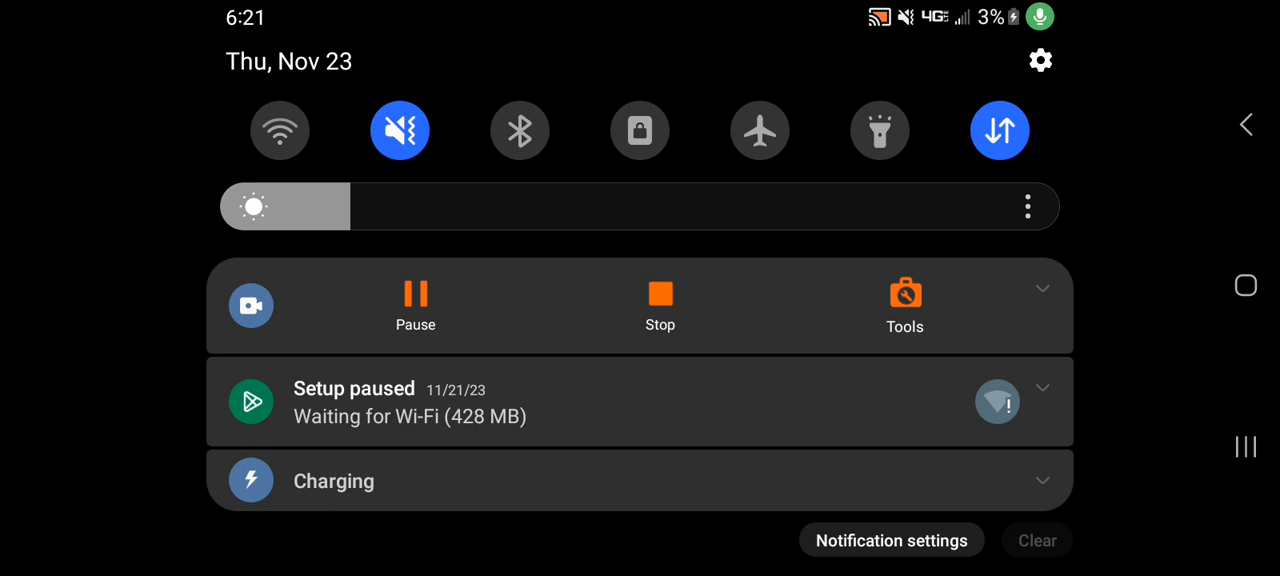 6:21
4GE 3%
Thu, Nov 23
Pause
Stop
Tools
Setup paused 11/21/23
Waiting for Wi-Fi (428 MB)
Charging
Notification settings
Clear